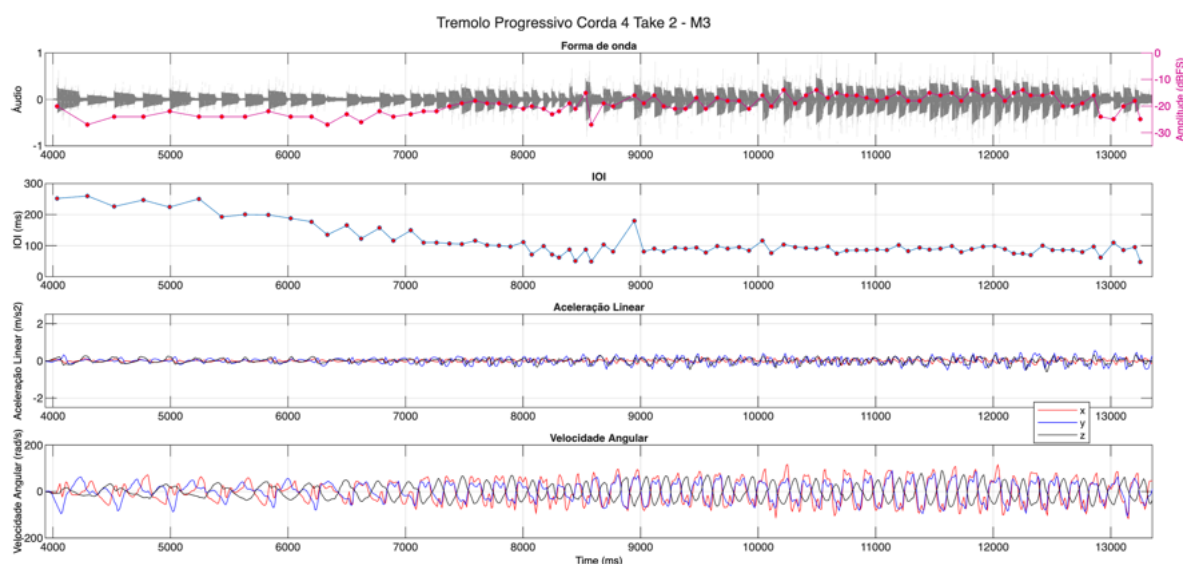 Tremolo Progressivo Corda 4 Take 2 - M3
Forma de onda
Áudio
1
0
-1
0
-10
-20
-30
Amplitude (dBFS)
4000 5000 6000 7000 8000 9000 10000 11000 12000 13000
IOI
IOI (ms)
300
200
100
0
4000 5000 6000 7000 8000 9000 10000 11000 12000 13000
Aceleração Linear
Aceleração Linear (m/s2)
2
0
-2
4000 5000 6000 7000 8000 9000 10000 11000 12000 13000
x
y
z
Velocidade Angular
Velocidade Angular (rad/s)
200
0
-200
4000 5000 6000 7000 8000 9000 10000 11000 12000 13000
Time (ms)